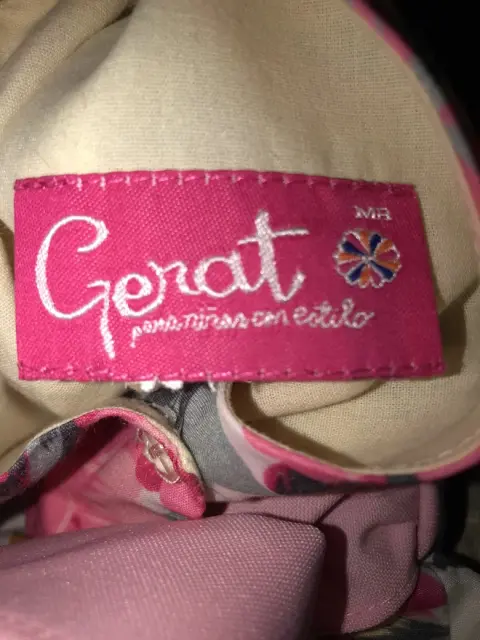 MR
Gerat
para niñas con estilo